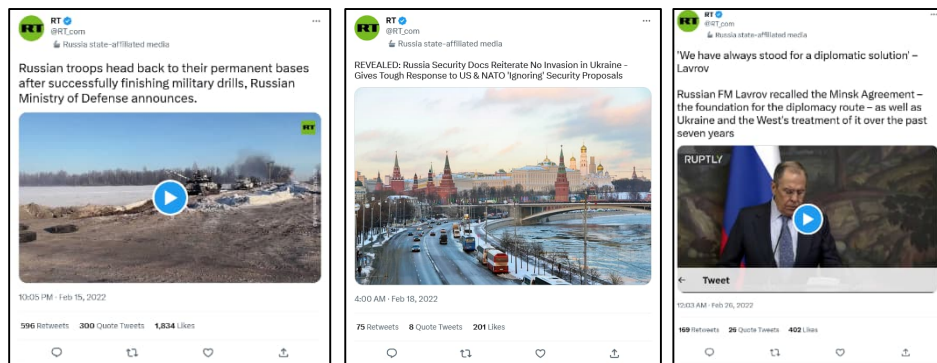 RT
@RT_com
Russia state-affiliated media
Russian troops head back to their permanent bases
after successfully finishing military drills, Russian
Ministry of Defense announces.
RT
10:05 PM · Feb 15, 2022
596 Retweets 300 Quote Tweets 1,834 Likes
RT
@RT_com
Russia state-affiliated media
REVEALED: Russia Security Docs Reiterate No Invasion in Ukraine –
Gives Tough Response to US & NATO 'Ignoring' Security Proposals
4:00 AM · Feb 18, 2022
75 Retweets 8 Quote Tweets 201 Likes
RT
@RT_com
Russia state-affiliated media
'We have always stood for a diplomatic solution' –
Lavrov
Russian FM Lavrov recalled the Minsk Agreement –
the foundation for the diplomacy route – as well as
Ukraine and the West's treatment of it over the past
seven years
RUPTLY
Tweet
12:03 AM · Feb 26, 2022
169 Retweets 26 Quote Tweets 402 Likes